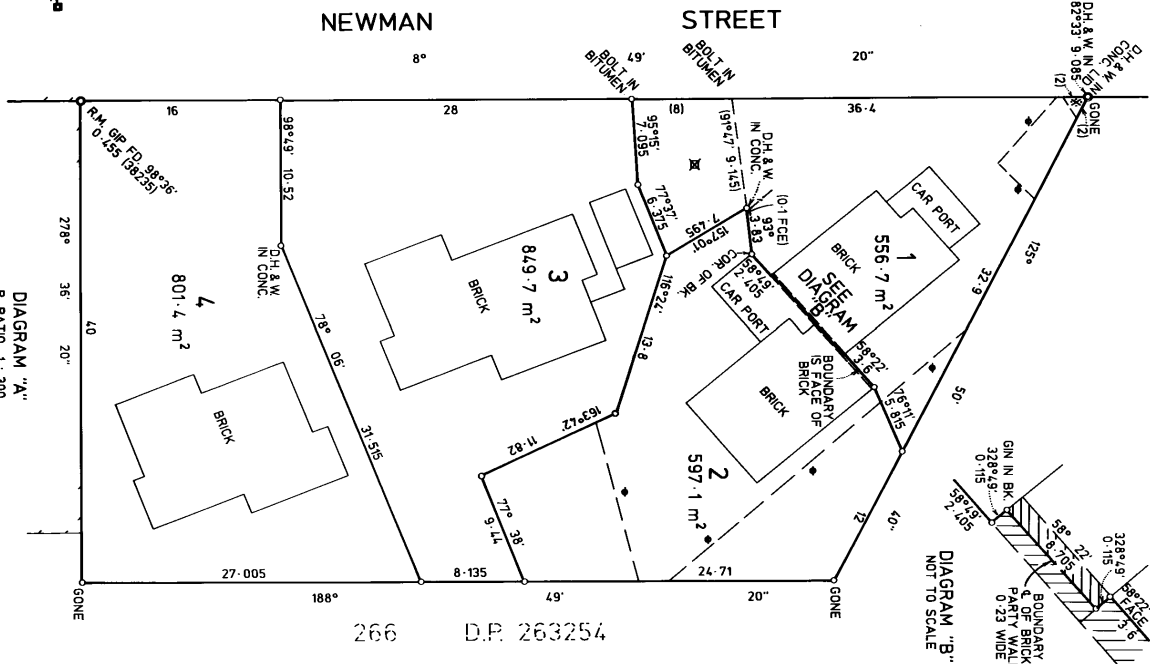 NEWMAN STREET
8° 49' 20"
BOLT IN
BITUMEN
BOLT IN
BITUMEN
D.H. & W. IN
CONC. LID
D.H. & W.
82°33' 9·085
(2)
GONE
(2)
16
28
(8)
36·4
R.M. GIP FD. 98°36'
0·455 (38235)
98°49' 10·52
D.H. & W.
IN CONC.
95°15'
7·095
77°37'
6·375
(91°47' 9·145)
D.H. & W.
IN CONC.
(0·1 FCE)
93°
3·83
157°01'
7·495
COR. OF BK.
58°49'
2·405
CAR PORT
BRICK
1
556·7 m²
SEE
DIAGRAM
"B"
CAR PORT
58°22'
3·6
BOUNDARY
IS FACE OF
BRICK
76°11'
5·815
125° 50' 40"
32·9
12
BRICK
2
597·1 m²
3
849·7 m²
BRICK
116°24'
13·8
163°42'
11·82
77° 38'
9·44
4
801·4 m²
BRICK
78° 06'
31·515
278° 36' 20"
40
DIAGRAM "A"
R. RATIO 1:200
27·005
8·135
24·71
GONE
188° 49' 20"
GONE
266 D.P. 263254
GIN IN BK.
328°49'
0·115
58°49'
2·405
58° 22'
8·705
328°49'
0·115
58°22'
FACE
3·6
BOUNDARY
℄ OF BRICK
PARTY WALL
0·23 WIDE
DIAGRAM "B"
NOT TO SCALE